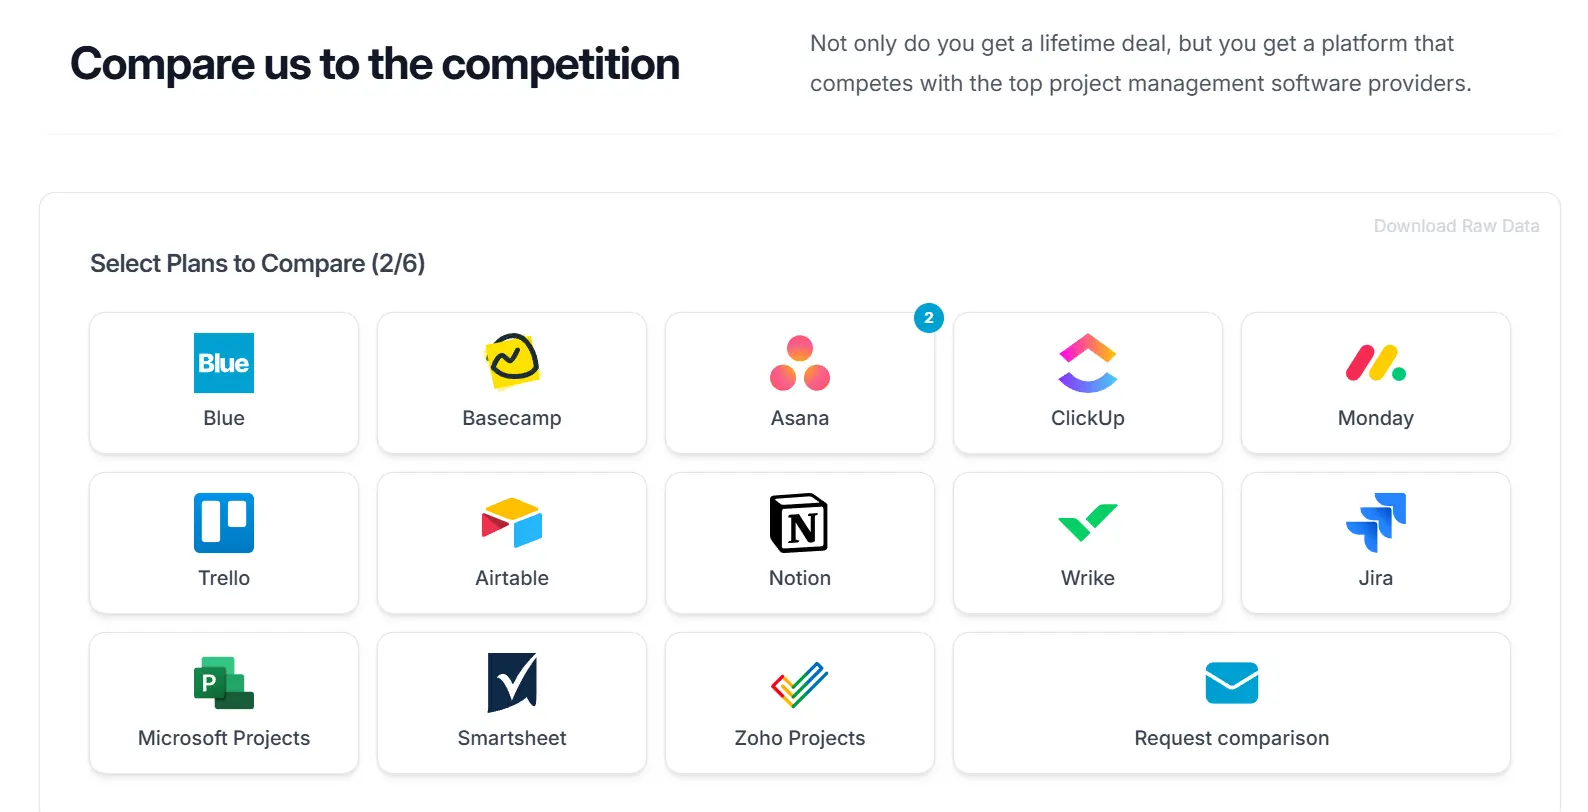 Compare us to the competition
Not only do you get a lifetime deal, but you get a platform that
competes with the top project management software providers.
Download Raw Data
Select Plans to Compare (2/6)
Blue
Blue
Basecamp
2
Asana
ClickUp
Monday
Trello
Airtable
N
Notion
Wrike
Jira
P
Microsoft Projects
Smartsheet
Zoho Projects
Request comparison